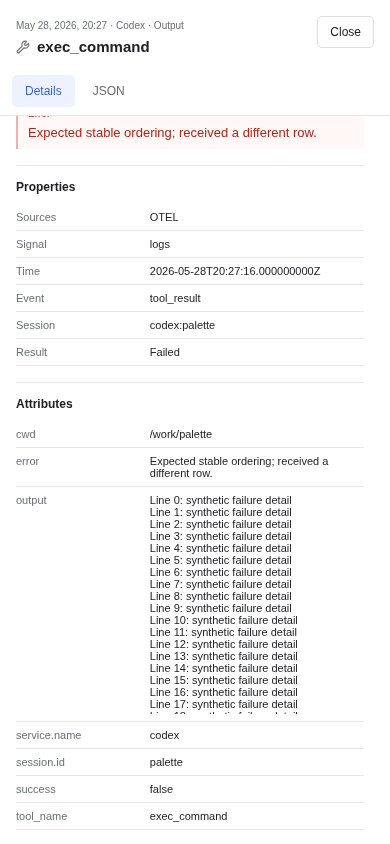 May 28, 2026, 20:27 · Codex · Output
exec_command
Close
Details
JSON
Expected stable ordering; received a different row.
Properties
Sources OTEL
Signal logs
Time 2026-05-28T20:27:16.000000000Z
Event tool_result
Session codex:palette
Result Failed
Attributes
cwd /work/palette
error Expected stable ordering; received a
different row.
output Line 0: synthetic failure detail
Line 1: synthetic failure detail
Line 2: synthetic failure detail
Line 3: synthetic failure detail
Line 4: synthetic failure detail
Line 5: synthetic failure detail
Line 6: synthetic failure detail
Line 7: synthetic failure detail
Line 8: synthetic failure detail
Line 9: synthetic failure detail
Line 10: synthetic failure detail
Line 11: synthetic failure detail
Line 12: synthetic failure detail
Line 13: synthetic failure detail
Line 14: synthetic failure detail
Line 15: synthetic failure detail
Line 16: synthetic failure detail
Line 17: synthetic failure detail
service.name codex
session.id palette
success false
tool_name exec_command